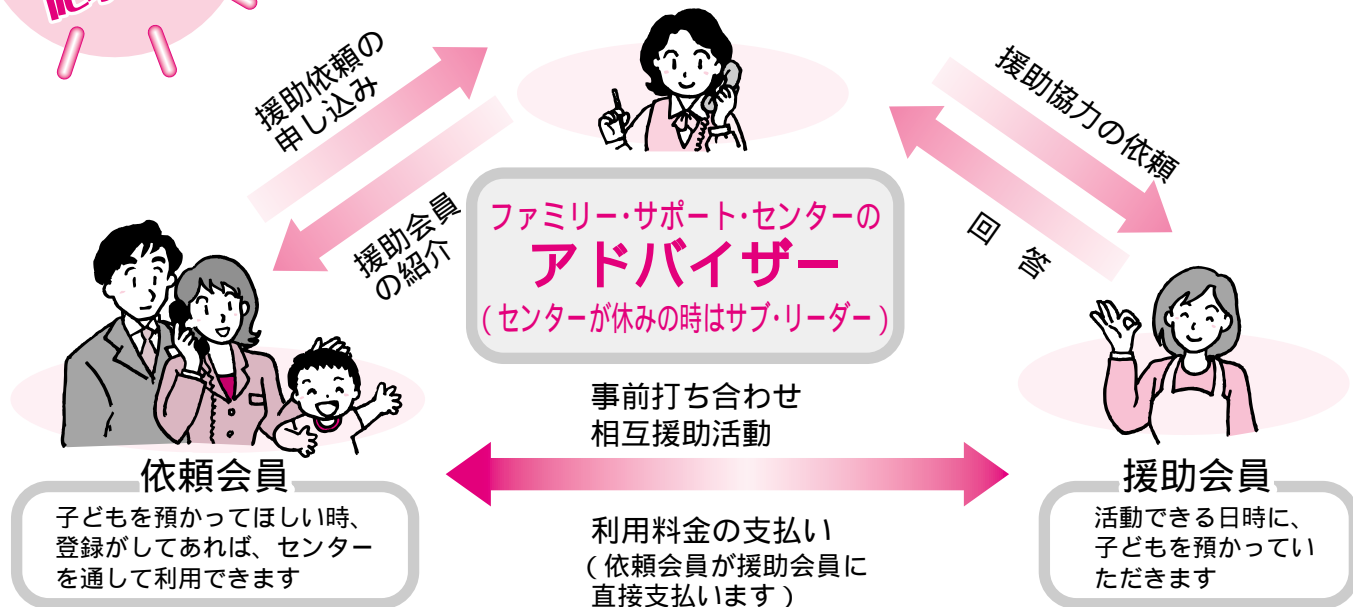 援助依頼の
申し込み
援助会員
の紹介
援助協力の依頼
回答
ファミリー・サポート・センターの
アドバイザー
(センターが休みの時はサブ・リーダー)
事前打ち合わせ
相互援助活動
利用料金の支払い
(依頼会員が援助会員に
直接支払います)
依頼会員
子どもを預かってほしい時、
登録がしてあれば、センター
を通して利用できます
援助会員
活動できる日時に、
子どもを預かってい
ただきます